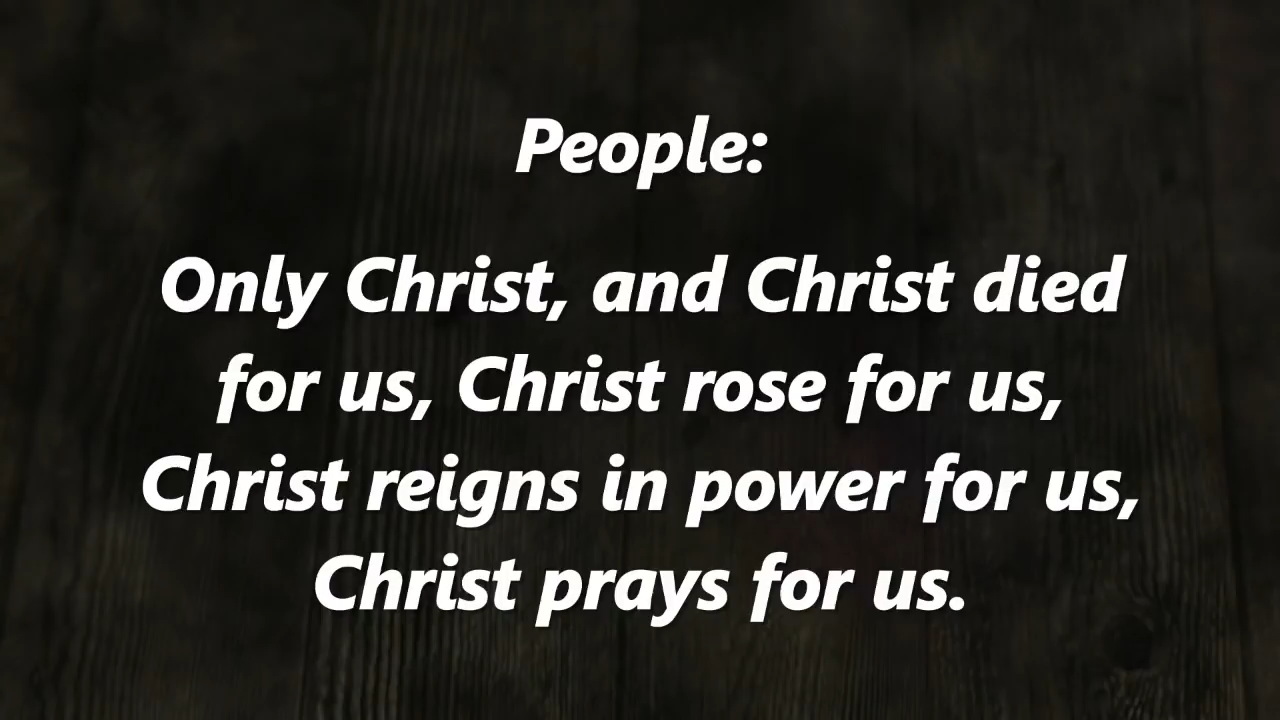 People:
Only Christ, and Christ died
for us, Christ rose for us,
Christ reigns in power for us,
Christ prays for us.